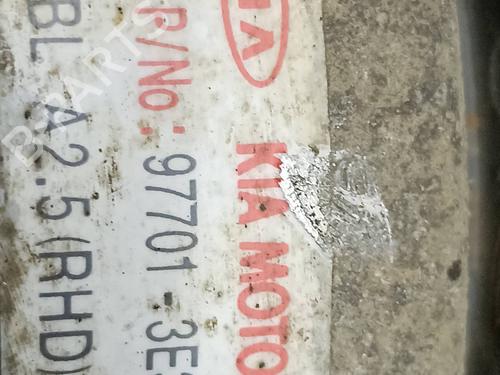 KIA
KIA MOTO
P/No : 97701 - 3E
BL A2.5 (RHD)
B-PARTS